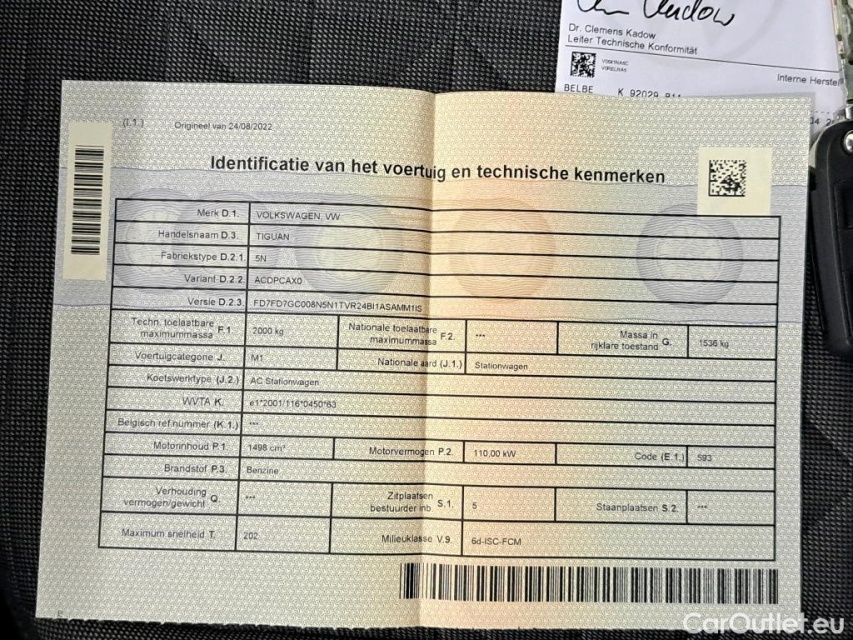 Dr. Clemens Kadow
Leiter Technische Konformität
Interne Herstell
BELBE K 92029
(I.1.) Origineel van 24/08/2022
Identificatie van het voertuig en technische kenmerken
Merk D.1. VOLKSWAGEN, VW
Handelsnaam D.3. TIGUAN
Fabriekstype D.2.1. 5N
Variant D.2.2. ACDPCAX0
Versie D.2.3. FD7FD7GC008N5N1TVR24BI1ASAMM1IS
Techn. toelaatbare maximummassa F.1. 2000 kg Nationale toelaatbare maximummassa F.2. --- Massa in rijklare toestand G. 1536 kg
Voertuigcategorie J. M1 Nationale aard (J.1.) Stationwagen
Koetswerktype (J.2.) AC Stationwagen
WVTA K. e1*2001/116*0450*63
Belgisch ref.nummer (K.1.) ---
Motorinhoud P.1. 1498 cm³ Motorvermogen P.2. 110,00 kW Code (E.1.) 593
Brandstof P.3. Benzine
Verhouding vermogen/gewicht Q. --- Zitplaatsen bestuurder inb. S.1. 5 Staanplaatsen S.2. ---
Maximum snelheid T. 202 Milieuklasse V.9. 6d-ISC-FCM
CarOutlet.eu